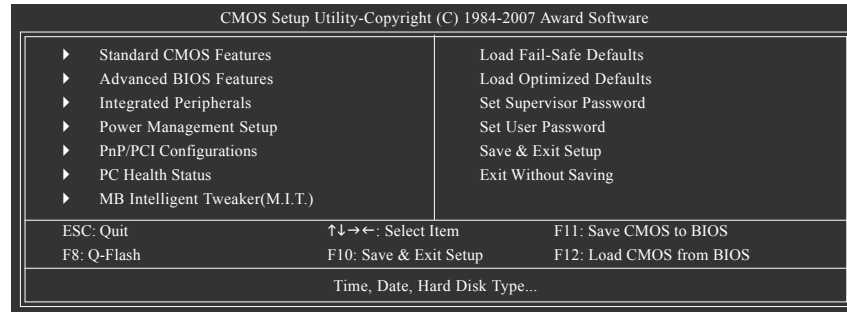 CMOS Setup Utility-Copyright (C) 1984-2007 Award Software
Standard CMOS Features
Advanced BIOS Features
Integrated Peripherals
Power Management Setup
PnP/PCI Configurations
PC Health Status
MB Intelligent Tweaker(M.I.T.)
Load Fail-Safe Defaults
Load Optimized Defaults
Set Supervisor Password
Set User Password
Save & Exit Setup
Exit Without Saving
ESC: Quit ↑↓→←: Select Item F11: Save CMOS to BIOS
F8: Q-Flash F10: Save & Exit Setup F12: Load CMOS from BIOS
Time, Date, Hard Disk Type...